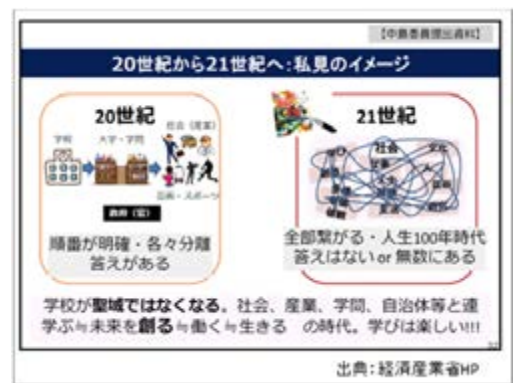 【中島委員提出資料】
20世紀から21世紀へ:私見のイメージ
20世紀
学校
大学・学問
社会(産業)
芸術・スポーツ
政府(官)
順番が明確・各々分離
答えがある
21世紀
社会
全部繋がる・人生100年時代
答えはない or 無数にある
学校が聖域ではなくなる。社会、産業、学問、自治体等と連
学ぶ≒未来を創る≒働く≒生きる の時代。学びは楽しい!!!
出典:経済産業省HP